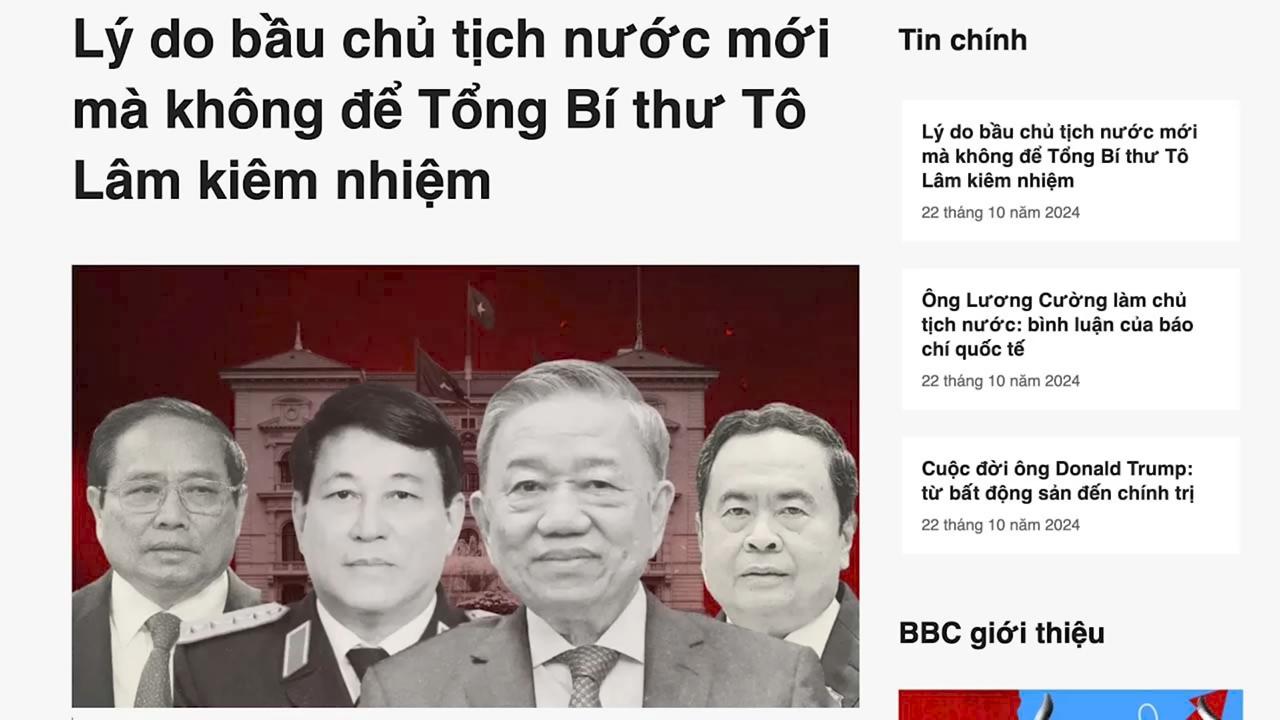 Lý do bầu chủ tịch nước mới
mà không để Tổng Bí thư Tô
Lâm kiêm nhiệm
Tin chính
Lý do bầu chủ tịch nước mới
mà không để Tổng Bí thư Tô
Lâm kiêm nhiệm
22 tháng 10 năm 2024
Ông Lương Cường làm chủ
tịch nước: bình luận của báo
chí quốc tế
22 tháng 10 năm 2024
Cuộc đời ông Donald Trump:
từ bất động sản đến chính trị
22 tháng 10 năm 2024
BBC giới thiệu